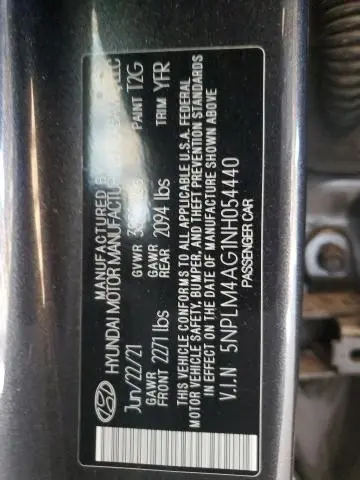 MANUFACTURED
HYUNDAI MOTOR MANUFACTURING
LLC
Jun/22/21
GVWR
lbs
PAINT T2G
GAWR
FRONT 2271 lbs
GAWR
REAR 2094 lbs
TRIM YFR
THIS VEHICLE CONFORMS TO ALL APPLICABLE U.S.A. FEDERAL
MOTOR VEHICLE SAFETY, BUMPER, AND THEFT PREVENTION STANDARDS
IN EFFECT ON THE DATE OF MANUFACTURE SHOWN ABOVE
V.I.N 5NPLM4AG1NH054440
PASSENGER CAR